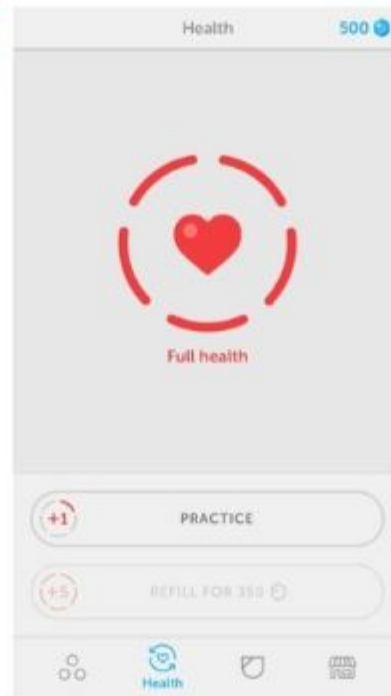 Health 500
Full health
+1 PRACTICE
+5 REFILL FOR 350
Health